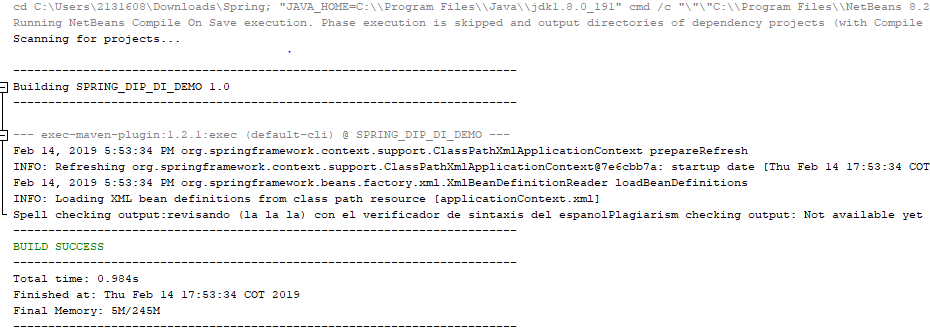 cd C:\Users\2131608\Downloads\Spring; "JAVA_HOME=C:\\Program Files\\Java\\jdk1.8.0_191" cmd /c "\"\"C:\\Program Files\\NetBeans 8.2
Running NetBeans Compile On Save execution. Phase execution is skipped and output directories of dependency projects (with Compile
Scanning for projects...
------------------------------------------------------------------------
Building SPRING_DIP_DI_DEMO 1.0
------------------------------------------------------------------------
--- exec-maven-plugin:1.2.1:exec (default-cli) @ SPRING_DIP_DI_DEMO ---
Feb 14, 2019 5:53:34 PM org.springframework.context.support.ClassPathXmlApplicationContext prepareRefresh
INFO: Refreshing org.springframework.context.support.ClassPathXmlApplicationContext@7e6cbb7a: startup date [Thu Feb 14 17:53:34 COT
Feb 14, 2019 5:53:34 PM org.springframework.beans.factory.xml.XmlBeanDefinitionReader loadBeanDefinitions
INFO: Loading XML bean definitions from class path resource [applicationContext.xml]
Spell checking output:revisando (la la la) con el verificador de sintaxis del espanolPlagiarism checking output: Not available yet
------------------------------------------------------------------------
BUILD SUCCESS
------------------------------------------------------------------------
Total time: 0.984s
Finished at: Thu Feb 14 17:53:34 COT 2019
Final Memory: 5M/245M
------------------------------------------------------------------------